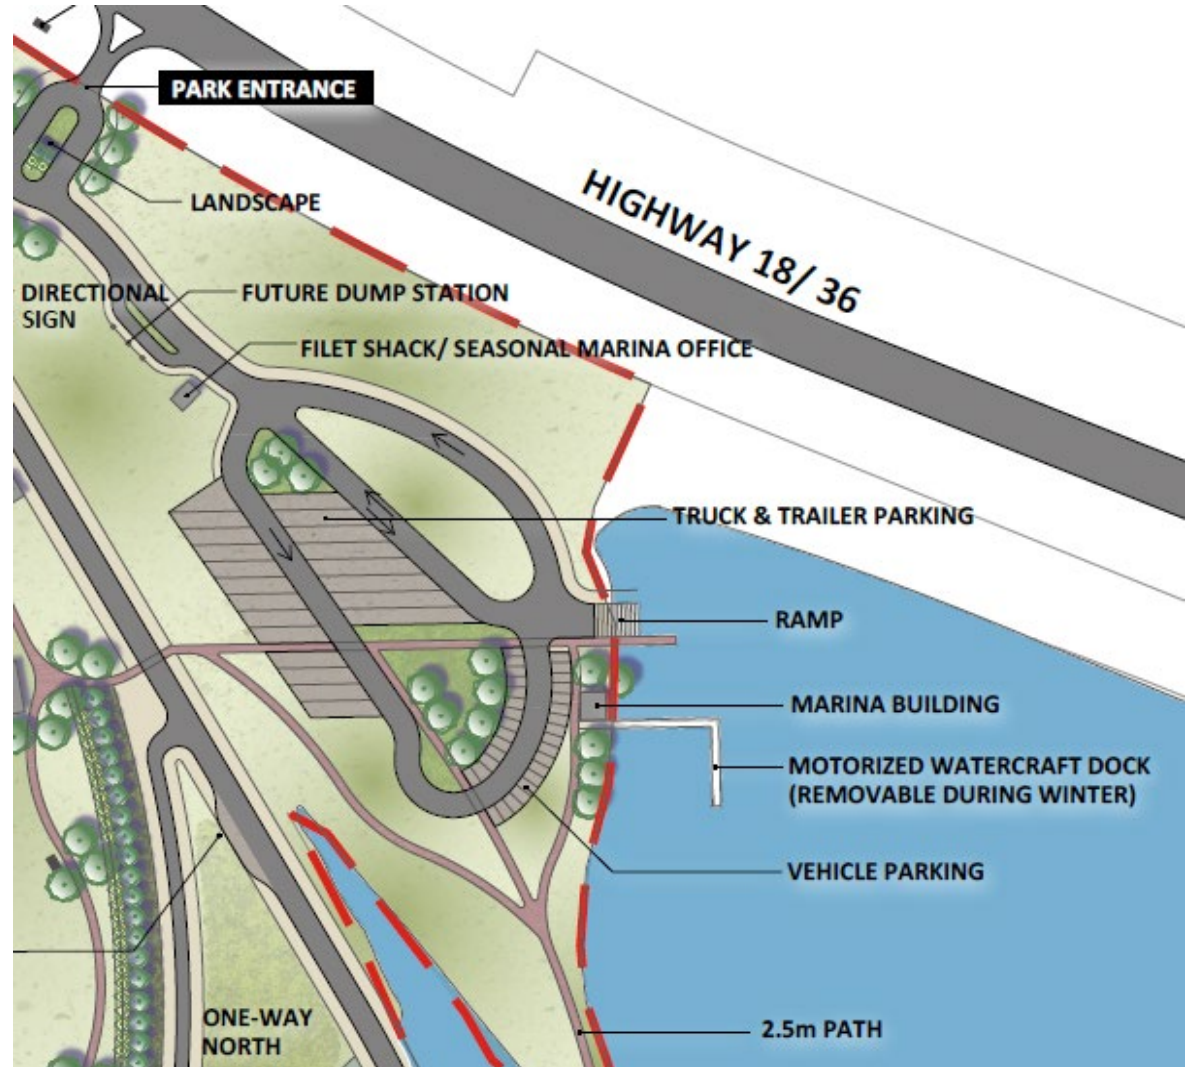 PARK ENTRANCE
LANDSCAPE
HIGHWAY 18/ 36
DIRECTIONAL
SIGN
FUTURE DUMP STATION
FILET SHACK/ SEASONAL MARINA OFFICE
TRUCK & TRAILER PARKING
RAMP
MARINA BUILDING
MOTORIZED WATERCRAFT DOCK
(REMOVABLE DURING WINTER)
VEHICLE PARKING
ONE-WAY
NORTH
2.5m PATH